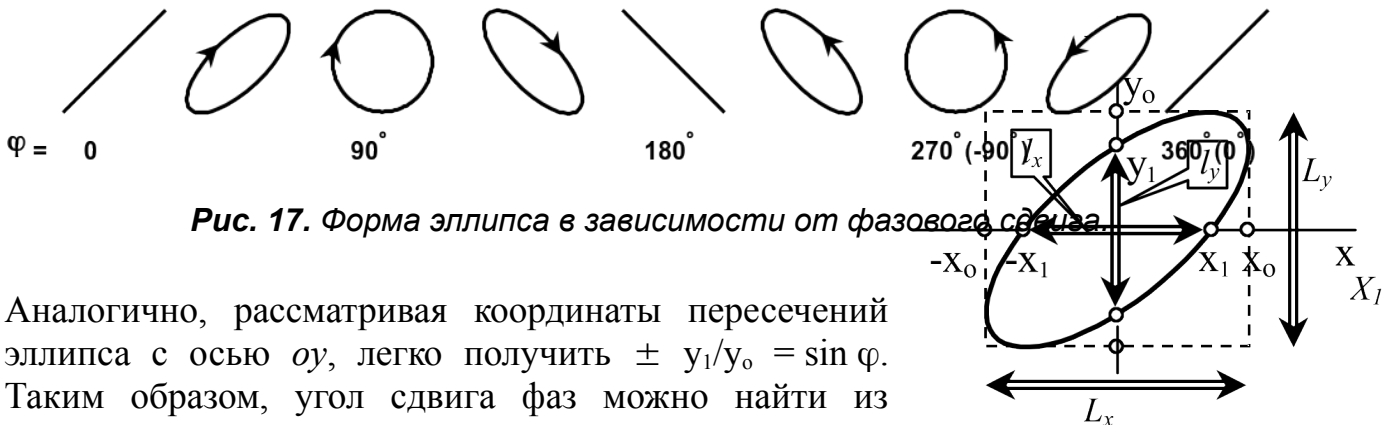 φ = 0 90° 180° 270°(-90°) 360°(0°)
Рис. 17. Форма эллипса в зависимости от фазового сдвига.
yo
lx
y1
ly
Ly
-xo -x1 x1 xo x
X1
Lx
Аналогично, рассматривая координаты пересечений
эллипса с осью oy, легко получить ± y₁/yₒ = sin φ.
Таким образом, угол сдвига фаз можно найти из